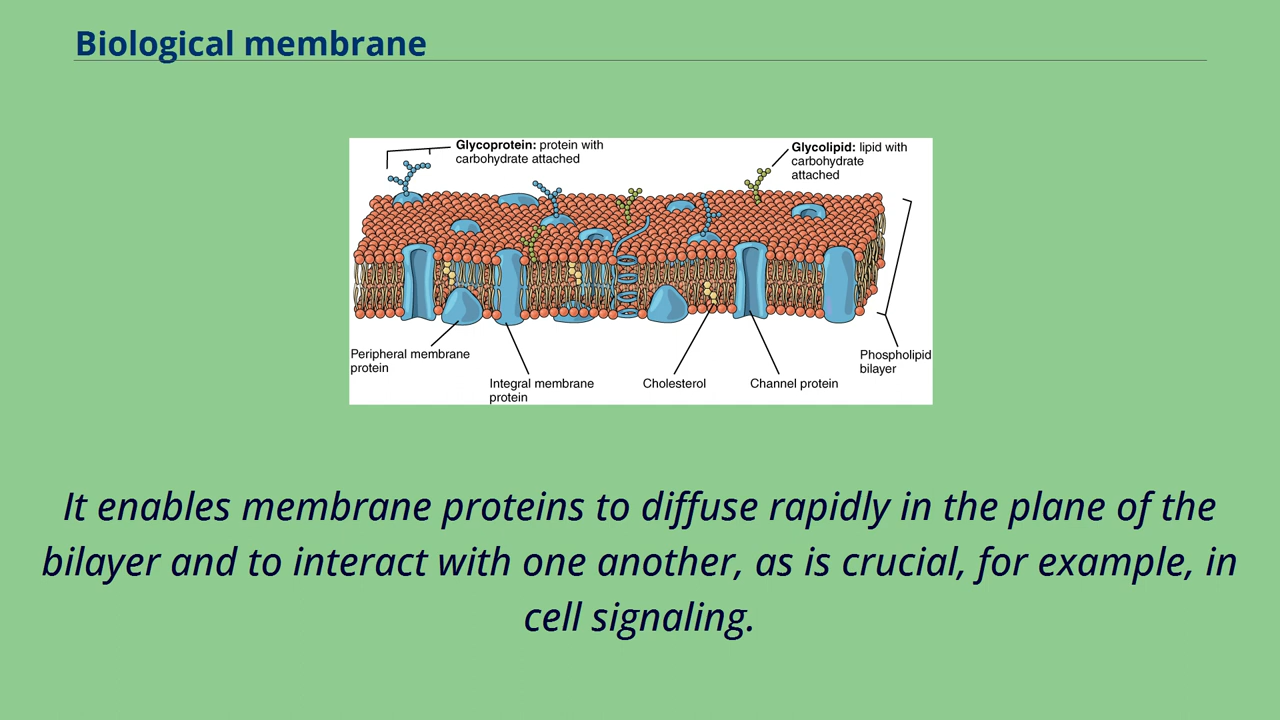 Biological membrane
Glycoprotein: protein with
carbohydrate attached
Glycolipid: lipid with
carbohydrate
attached
Peripheral membrane
protein
Integral membrane
protein
Cholesterol
Channel protein
Phospholipid
bilayer
It enables membrane proteins to diffuse rapidly in the plane of the
bilayer and to interact with one another, as is crucial, for example, in
cell signaling.